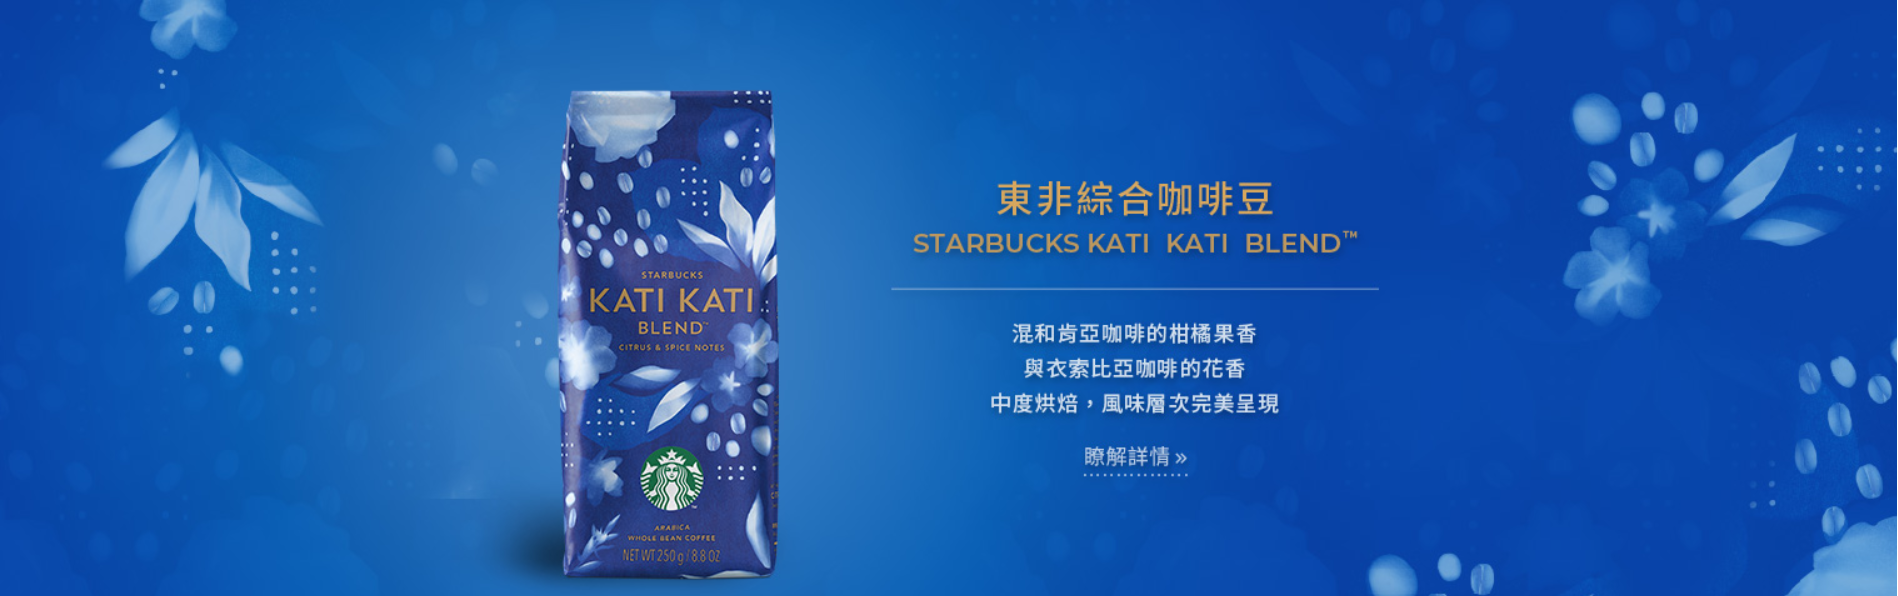 STARBUCKS
KATI KATI
BLEND™
CITRUS & SPICE NOTES
ARABICA
WHOLE BEAN COFFEE
NET WT 250 g / 8.8 OZ
東非綜合咖啡豆
STARBUCKS KATI KATI BLEND™
混和肯亞咖啡的柑橘果香
與衣索比亞咖啡的花香
中度烘焙，風味層次完美呈現
瞭解詳情 »